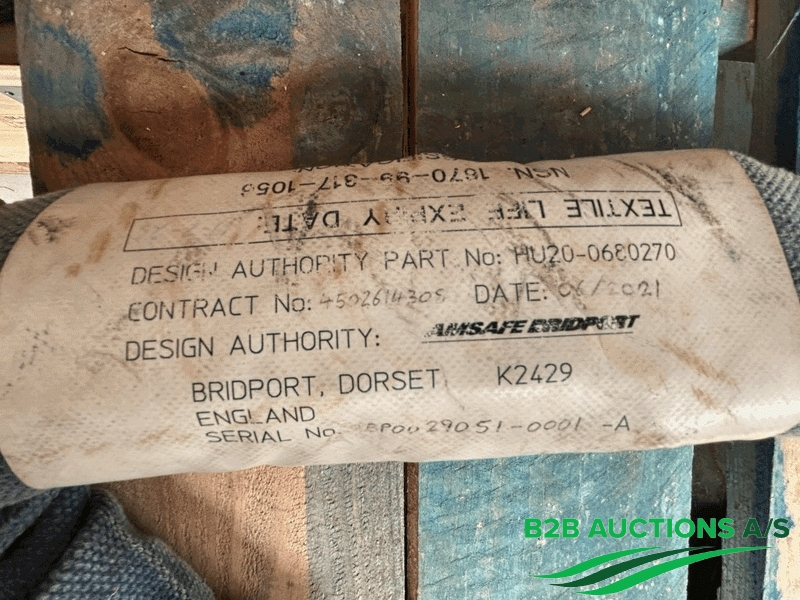 NSN. 1670-99-317-1056
TEXTILE LIFE EXPIRY DATE
DESIGN AUTHORITY PART No: HU20-0680270
CONTRACT No: 4502614305 DATE: 06/2021
DESIGN AUTHORITY: AMSAFE BRIDPORT
BRIDPORT, DORSET K2429
ENGLAND
SERIAL No. BP0029051-0001-A
B2B AUCTIONS A/S